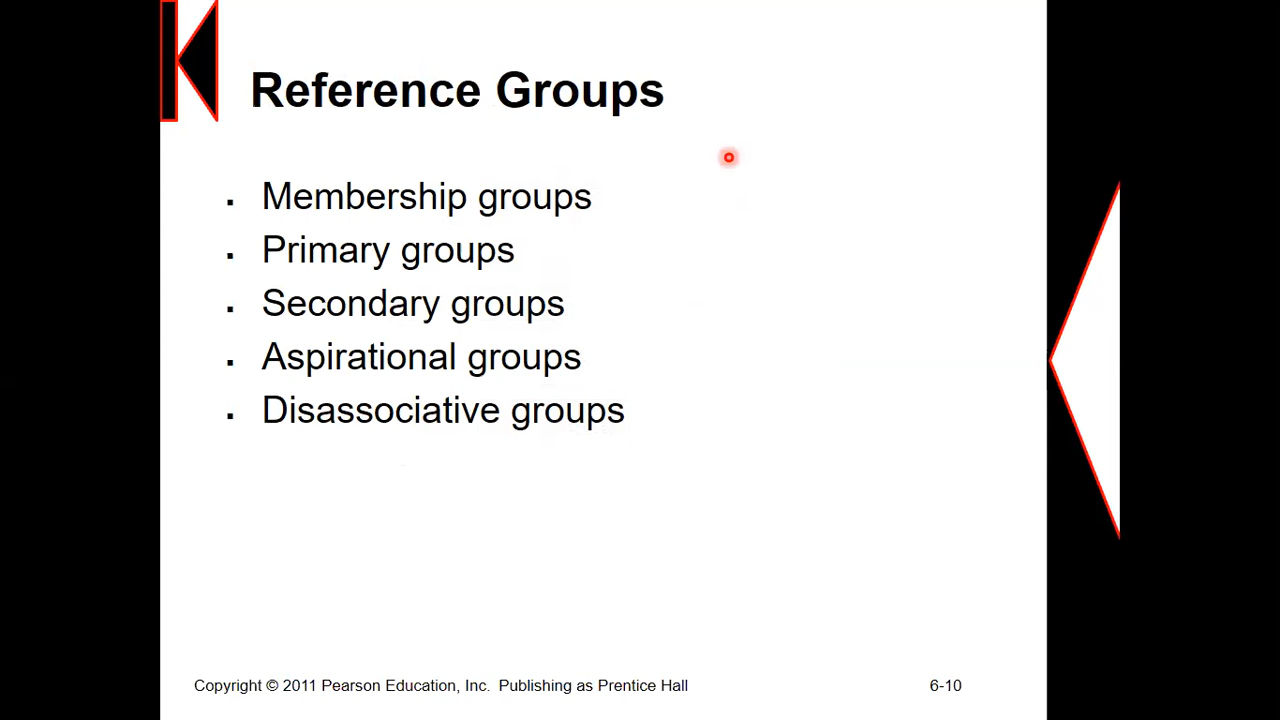 Reference Groups
▪ Membership groups
▪ Primary groups
▪ Secondary groups
▪ Aspirational groups
▪ Disassociative groups
Copyright © 2011 Pearson Education, Inc. Publishing as Prentice Hall
6-10